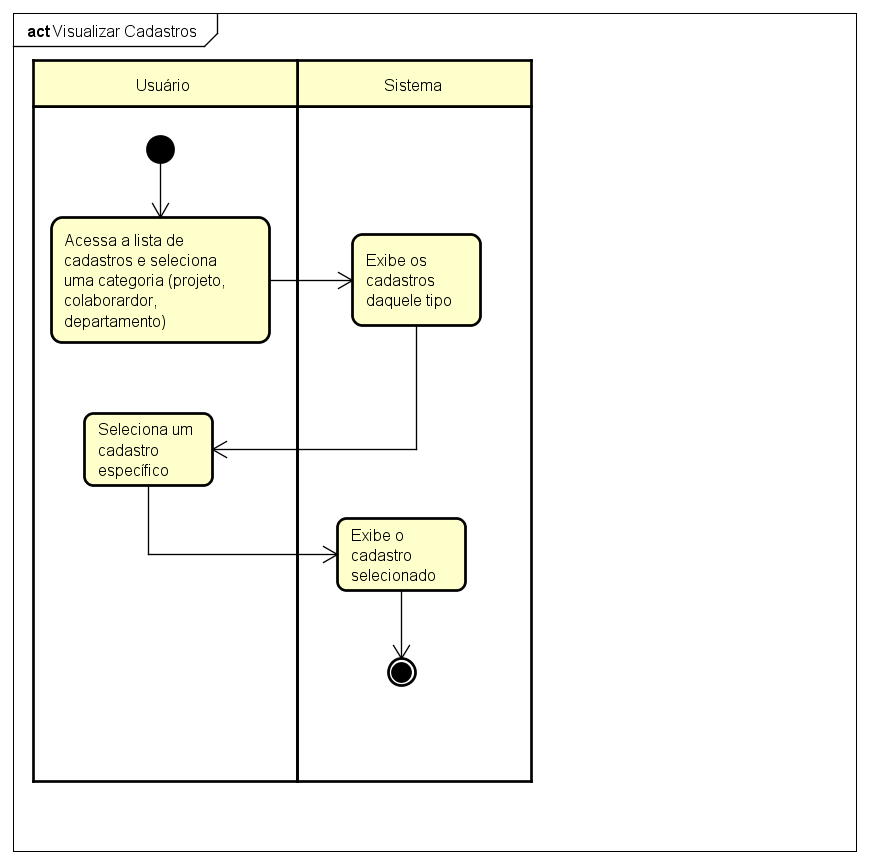 act Visualizar Cadastros
Usuário
Sistema
Acessa a lista de
cadastros e seleciona
uma categoria (projeto,
colaborardor,
departamento)
Exibe os
cadastros
daquele tipo
Seleciona um
cadastro
específico
Exibe o
cadastro
selecionado